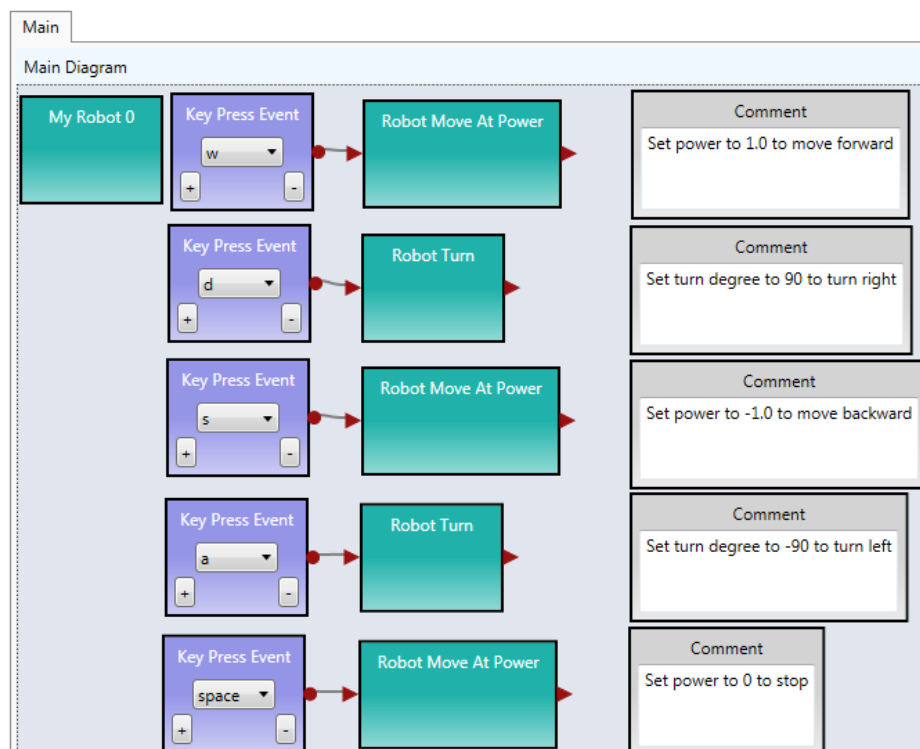 Main
Main Diagram
My Robot 0
Key Press Event
w
+ -
Robot Move At Power
Comment
Set power to 1.0 to move forward
Key Press Event
d
+ -
Robot Turn
Comment
Set turn degree to 90 to turn right
Key Press Event
s
+ -
Robot Move At Power
Comment
Set power to -1.0 to move backward
Key Press Event
a
+ -
Robot Turn
Comment
Set turn degree to -90 to turn left
Key Press Event
space
+ -
Robot Move At Power
Comment
Set power to 0 to stop